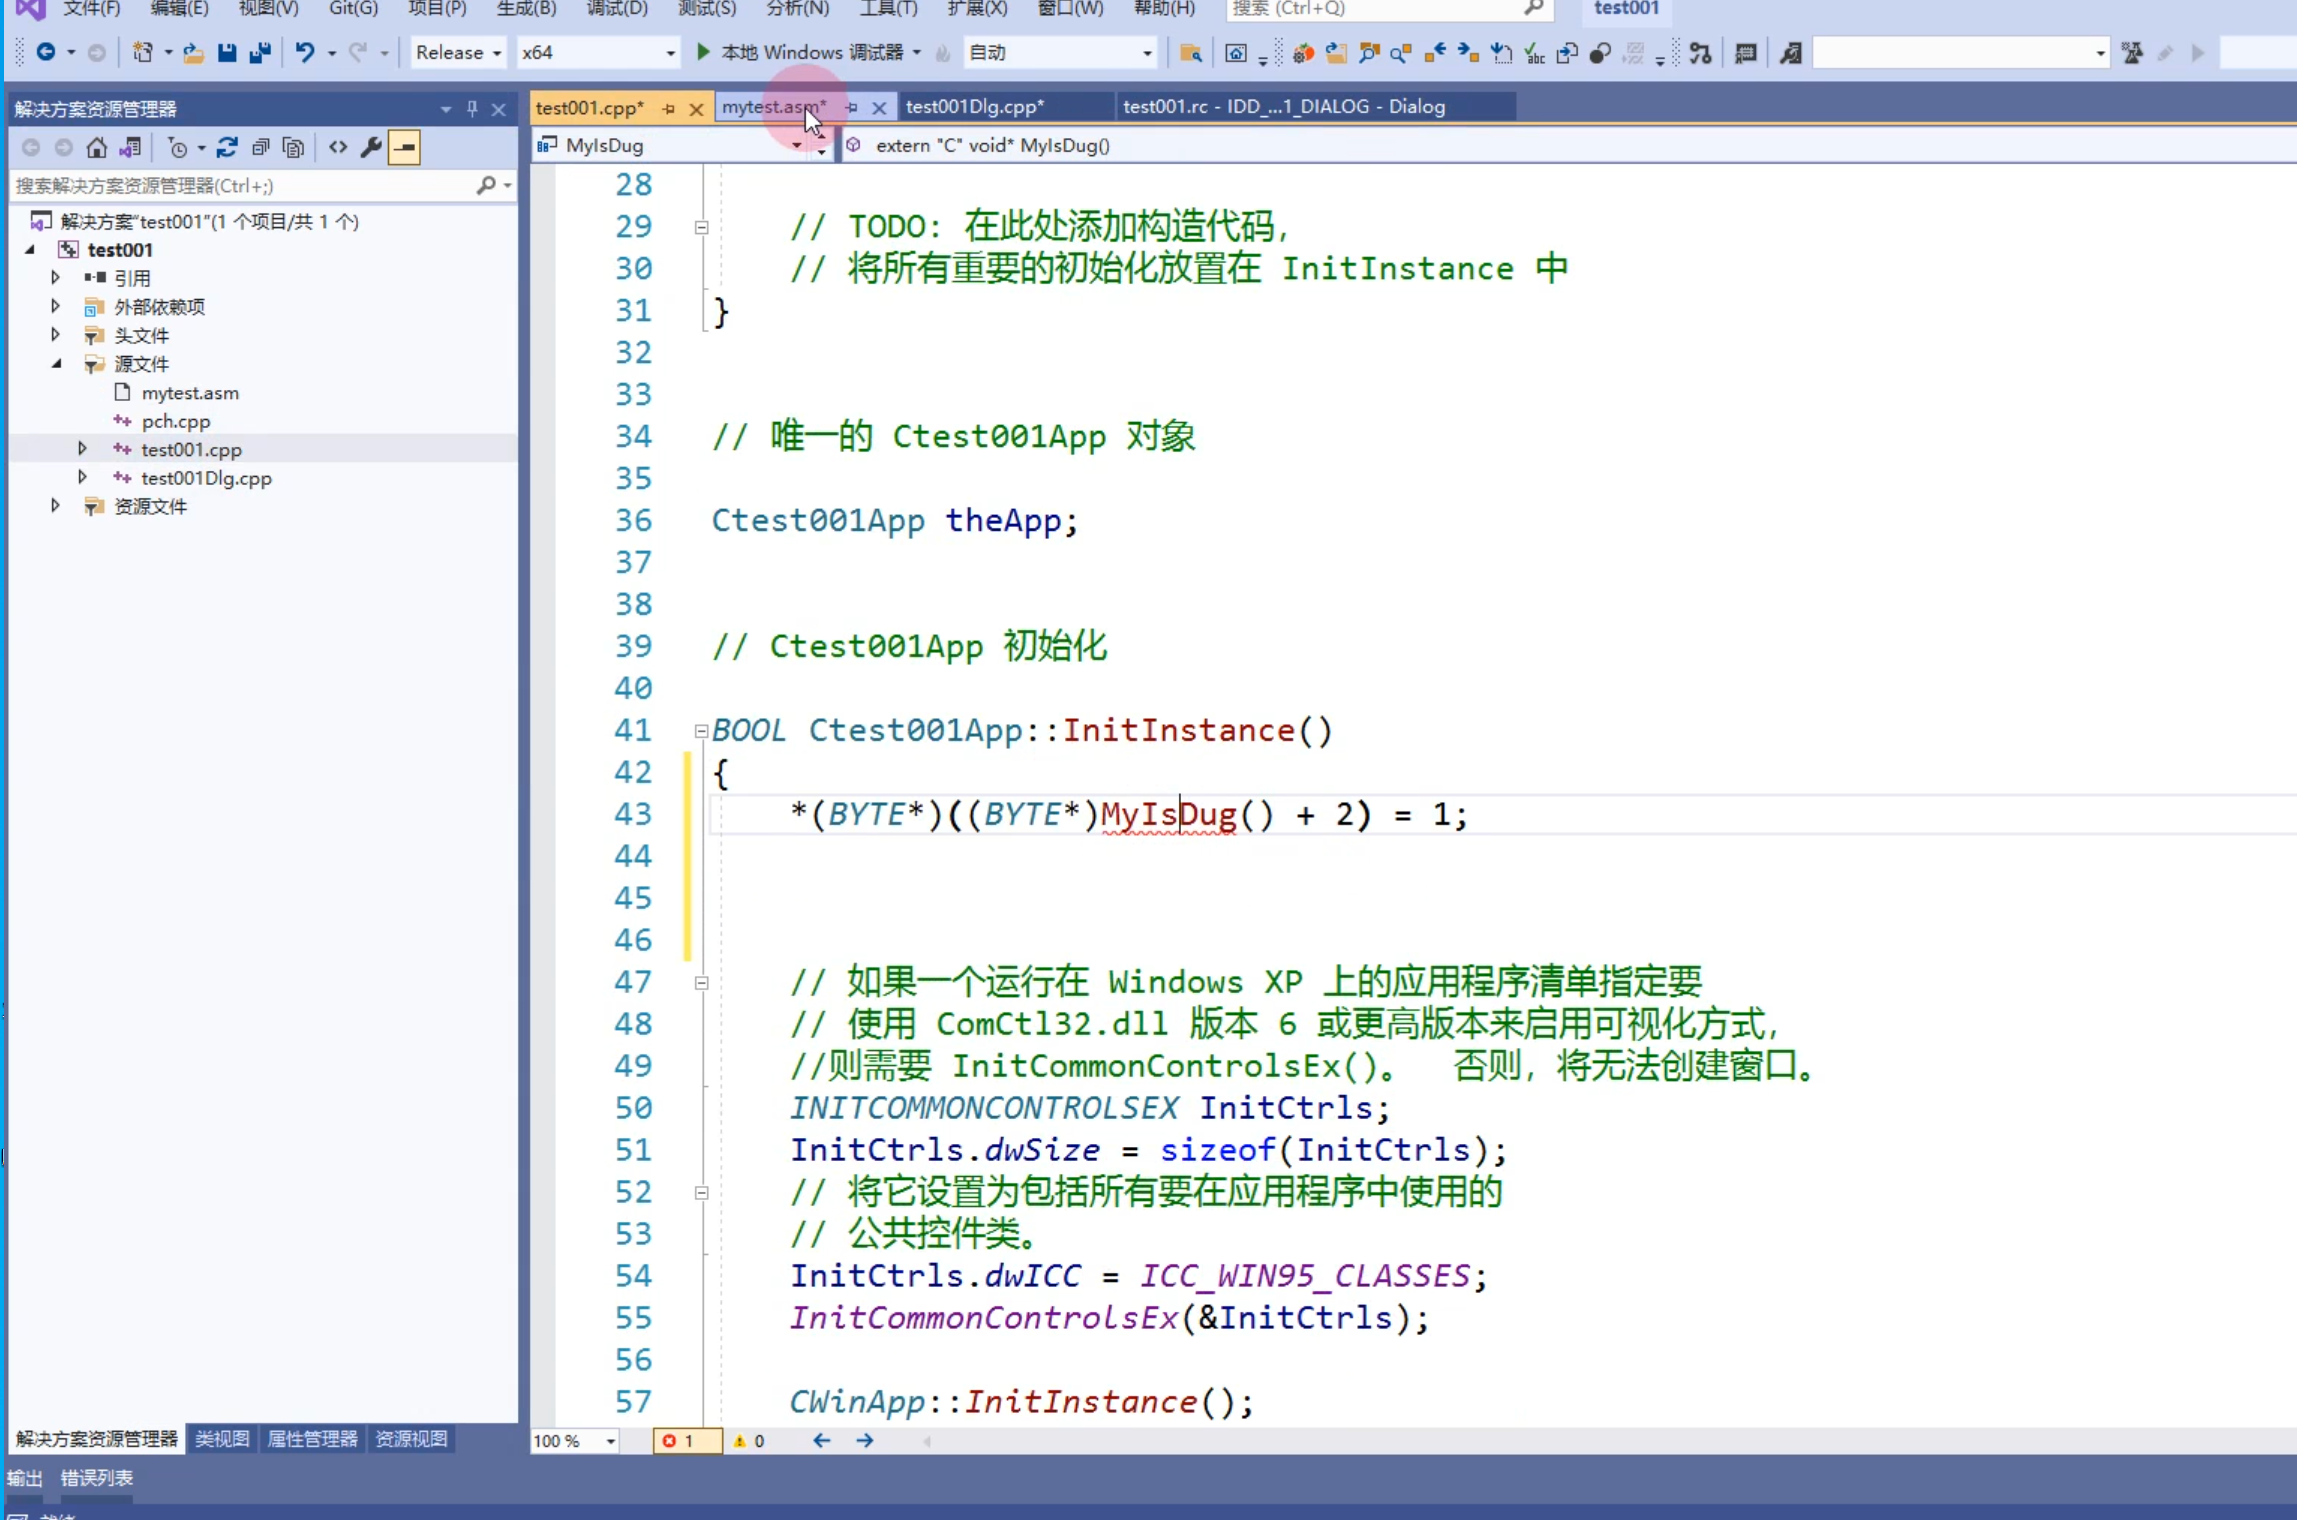 文件(F) 编辑(E) 视图(V) Git(G) 项目(P) 生成(B) 调试(D) 测试(S) 分析(N) 工具(T) 扩展(X) 窗口(W) 帮助(H) 搜索 (Ctrl+Q) test001
Release x64 本地 Windows 调试器 自动
解决方案资源管理器
搜索解决方案资源管理器(Ctrl+;)
解决方案"test001"(1 个项目/共 1 个)
test001
引用
外部依赖项
头文件
源文件
mytest.asm
pch.cpp
test001.cpp
test001Dlg.cpp
资源文件
解决方案资源管理器 类视图 属性管理器 资源视图
test001.cpp* mytest.asm* test001Dlg.cpp* test001.rc - IDD_...1_DIALOG - Dialog
MyIsDug extern "C" void* MyIsDug()
28
29 // TODO: 在此处添加构造代码,
30 // 将所有重要的初始化放置在 InitInstance 中
31 }
32
33
34 // 唯一的 Ctest001App 对象
35
36 Ctest001App theApp;
37
38
39 // Ctest001App 初始化
40
41 BOOL Ctest001App::InitInstance()
42 {
43 *(BYTE*)((BYTE*)MyIsDug() + 2) = 1;
44
45
46
47 // 如果一个运行在 Windows XP 上的应用程序清单指定要
48 // 使用 ComCtl32.dll 版本 6 或更高版本来启用可视化方式,
49 //则需要 InitCommonControlsEx()。 否则,将无法创建窗口。
50 INITCOMMONCONTROLSEX InitCtrls;
51 InitCtrls.dwSize = sizeof(InitCtrls);
52 // 将它设置为包括所有要在应用程序中使用的
53 // 公共控件类。
54 InitCtrls.dwICC = ICC_WIN95_CLASSES;
55 InitCommonControlsEx(&InitCtrls);
56
57 CWinApp::InitInstance();
100 % 1 0
输出 错误列表